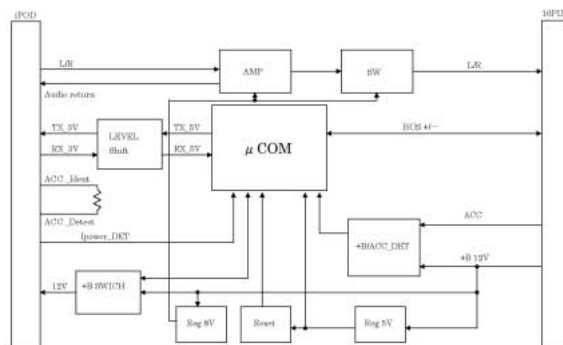 iPOD
16PIN
L/R
AMP
SW
L/R
Audio return
TX_3V
LEVEL
Shift
TX_5V
RX_3V
RX_5V
μ COM
BUS +/-
ACC_Ident
ACC_Detect
Ipower_DET
+B/ACC_DET
ACC
+B 12V
12V
+B SWICH
Reg 8V
Reset
Reg 5V